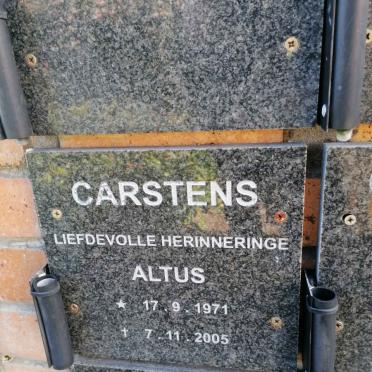 CARSTENS
LIEFDEVOLLE HERINNERINGE
ALTUS
★ 17.9.1971
† 7.11.2005